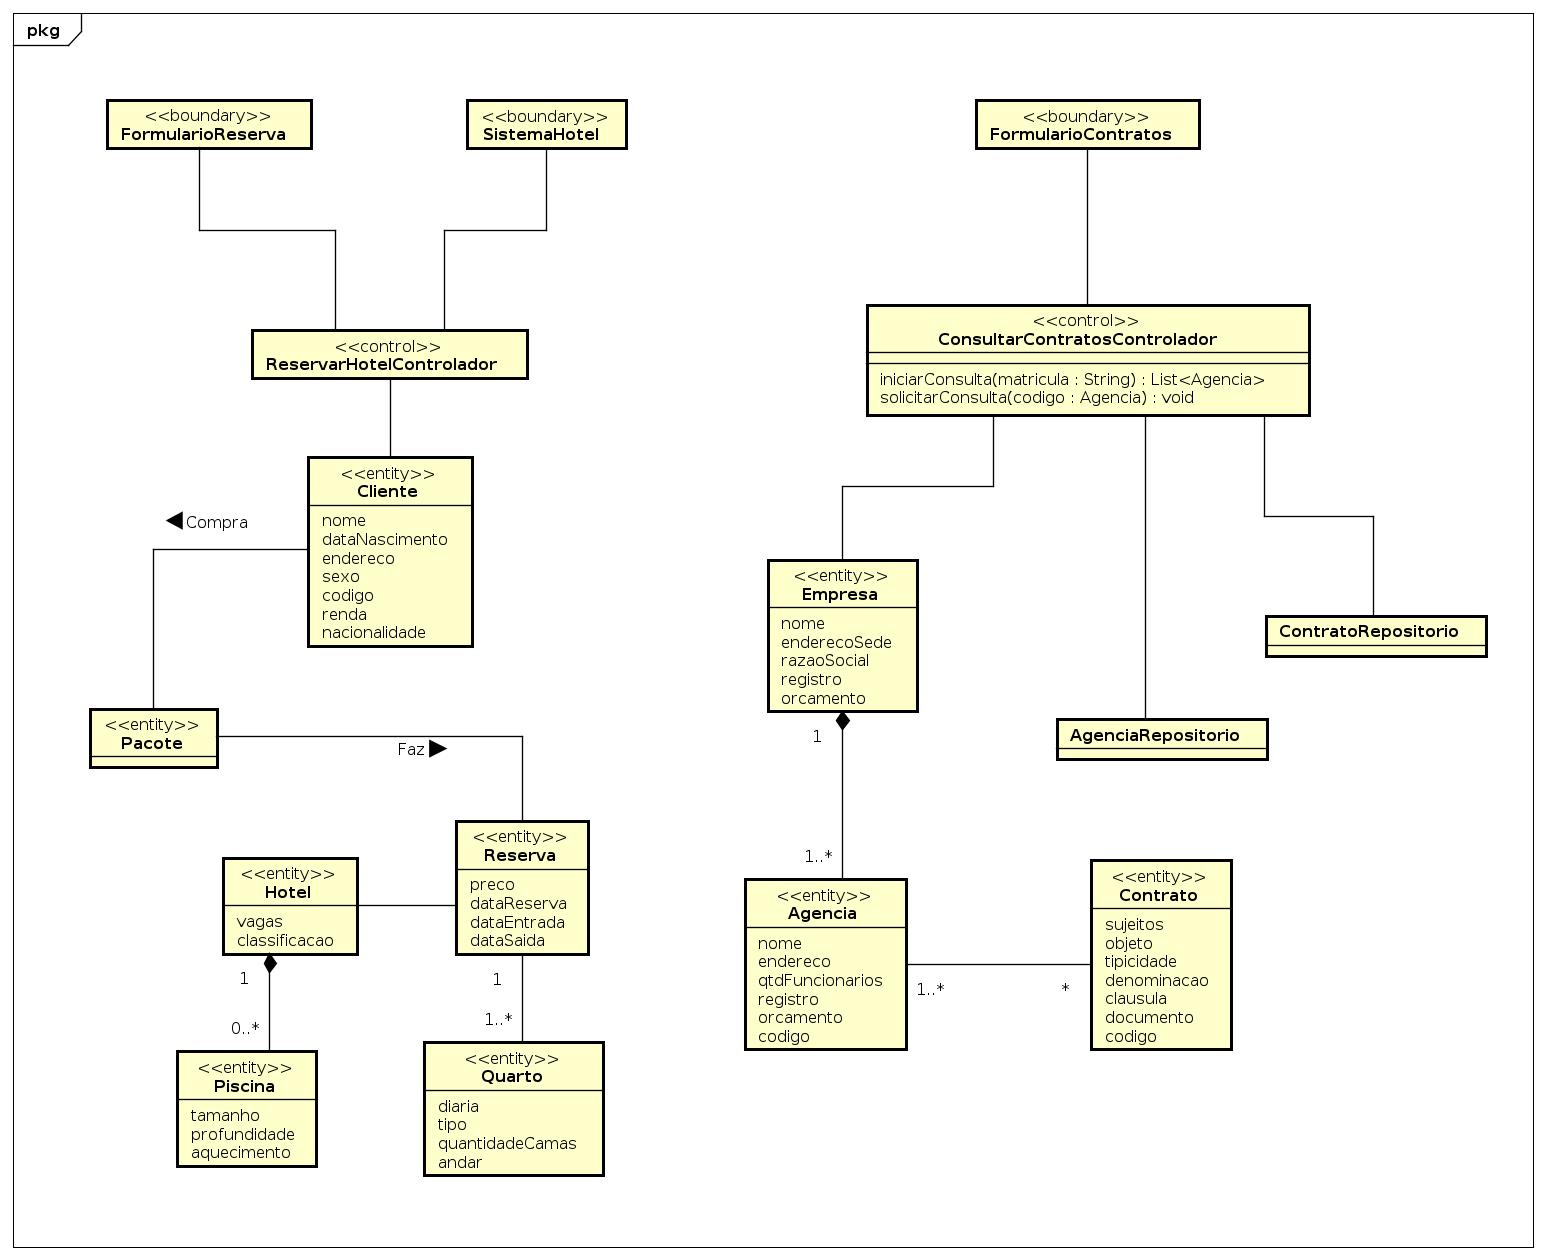 pkg
<<boundary>>
FormularioReserva
<<boundary>>
SistemaHotel
<<boundary>>
FormularioContratos
<<control>>
ReservarHotelControlador
<<control>>
ConsultarContratosControlador
iniciarConsulta(matricula : String) : List<Agencia>
solicitarConsulta(codigo : Agencia) : void
<<entity>>
Cliente
nome
dataNascimento
endereco
sexo
codigo
renda
nacionalidade
Compra
<<entity>>
Empresa
nome
enderecoSede
razaoSocial
registro
orcamento
ContratoRepositorio
AgenciaRepositorio
<<entity>>
Pacote
Faz
1
1..*
<<entity>>
Reserva
preco
dataReserva
dataEntrada
dataSaida
<<entity>>
Hotel
vagas
classificacao
1
0..*
1
1..*
<<entity>>
Piscina
tamanho
profundidade
aquecimento
<<entity>>
Quarto
diaria
tipo
quantidadeCamas
andar
<<entity>>
Agencia
nome
endereco
qtdFuncionarios
registro
orcamento
codigo
1..*
*
<<entity>>
Contrato
sujeitos
objeto
tipicidade
denominacao
clausula
documento
codigo